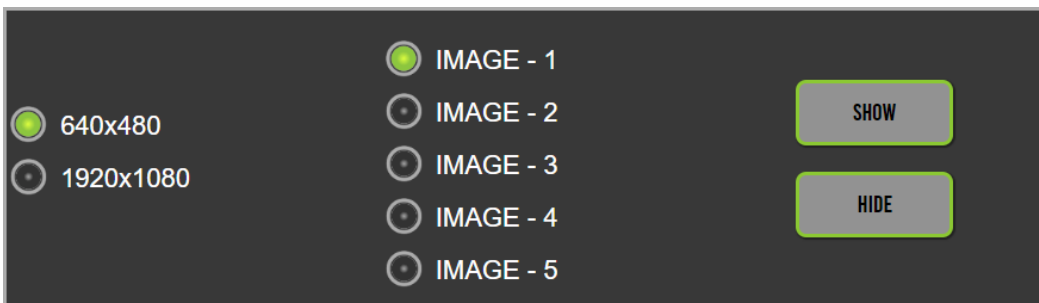 640x480
1920x1080
IMAGE - 1
IMAGE - 2
IMAGE - 3
IMAGE - 4
IMAGE - 5
SHOW
HIDE